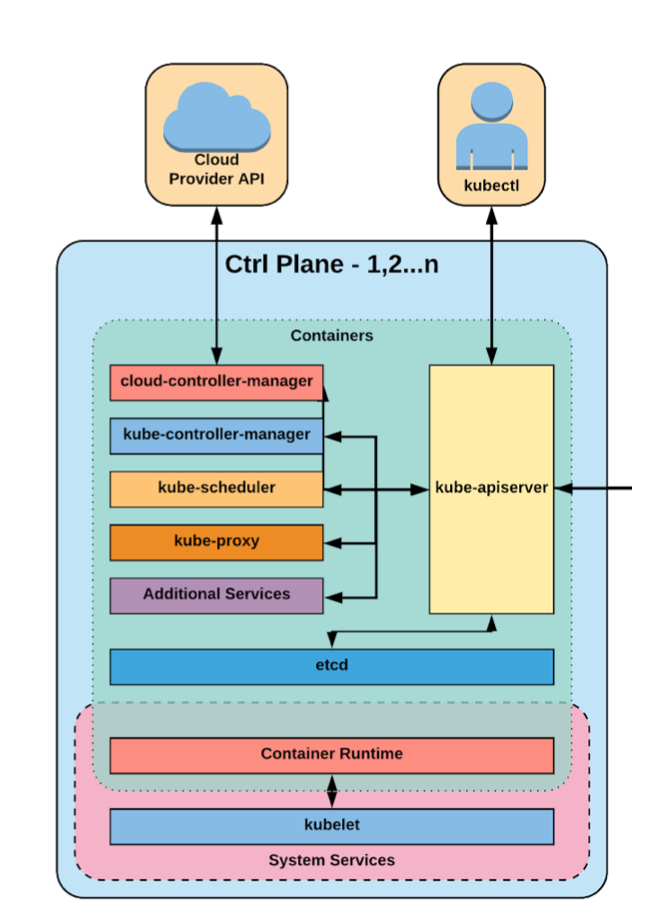 Cloud
Provider API
kubectl
Ctrl Plane - 1,2...n
Containers
cloud-controller-manager
kube-controller-manager
kube-scheduler
kube-proxy
Additional Services
kube-apiserver
etcd
Container Runtime
kubelet
System Services